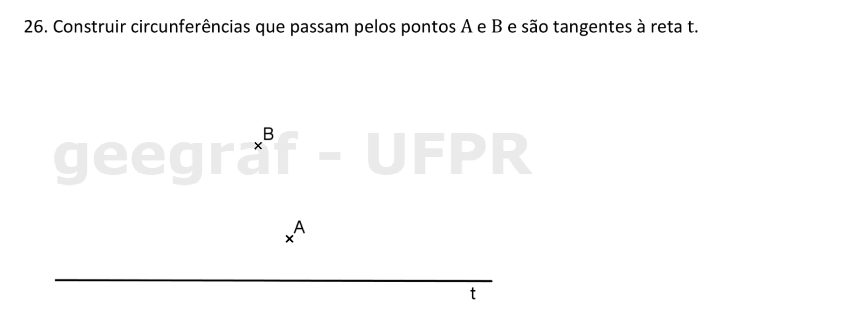 26. Construir circunferências que passam pelos pontos A e B e são tangentes à reta t.
B
geegraf - UFPR
A
t